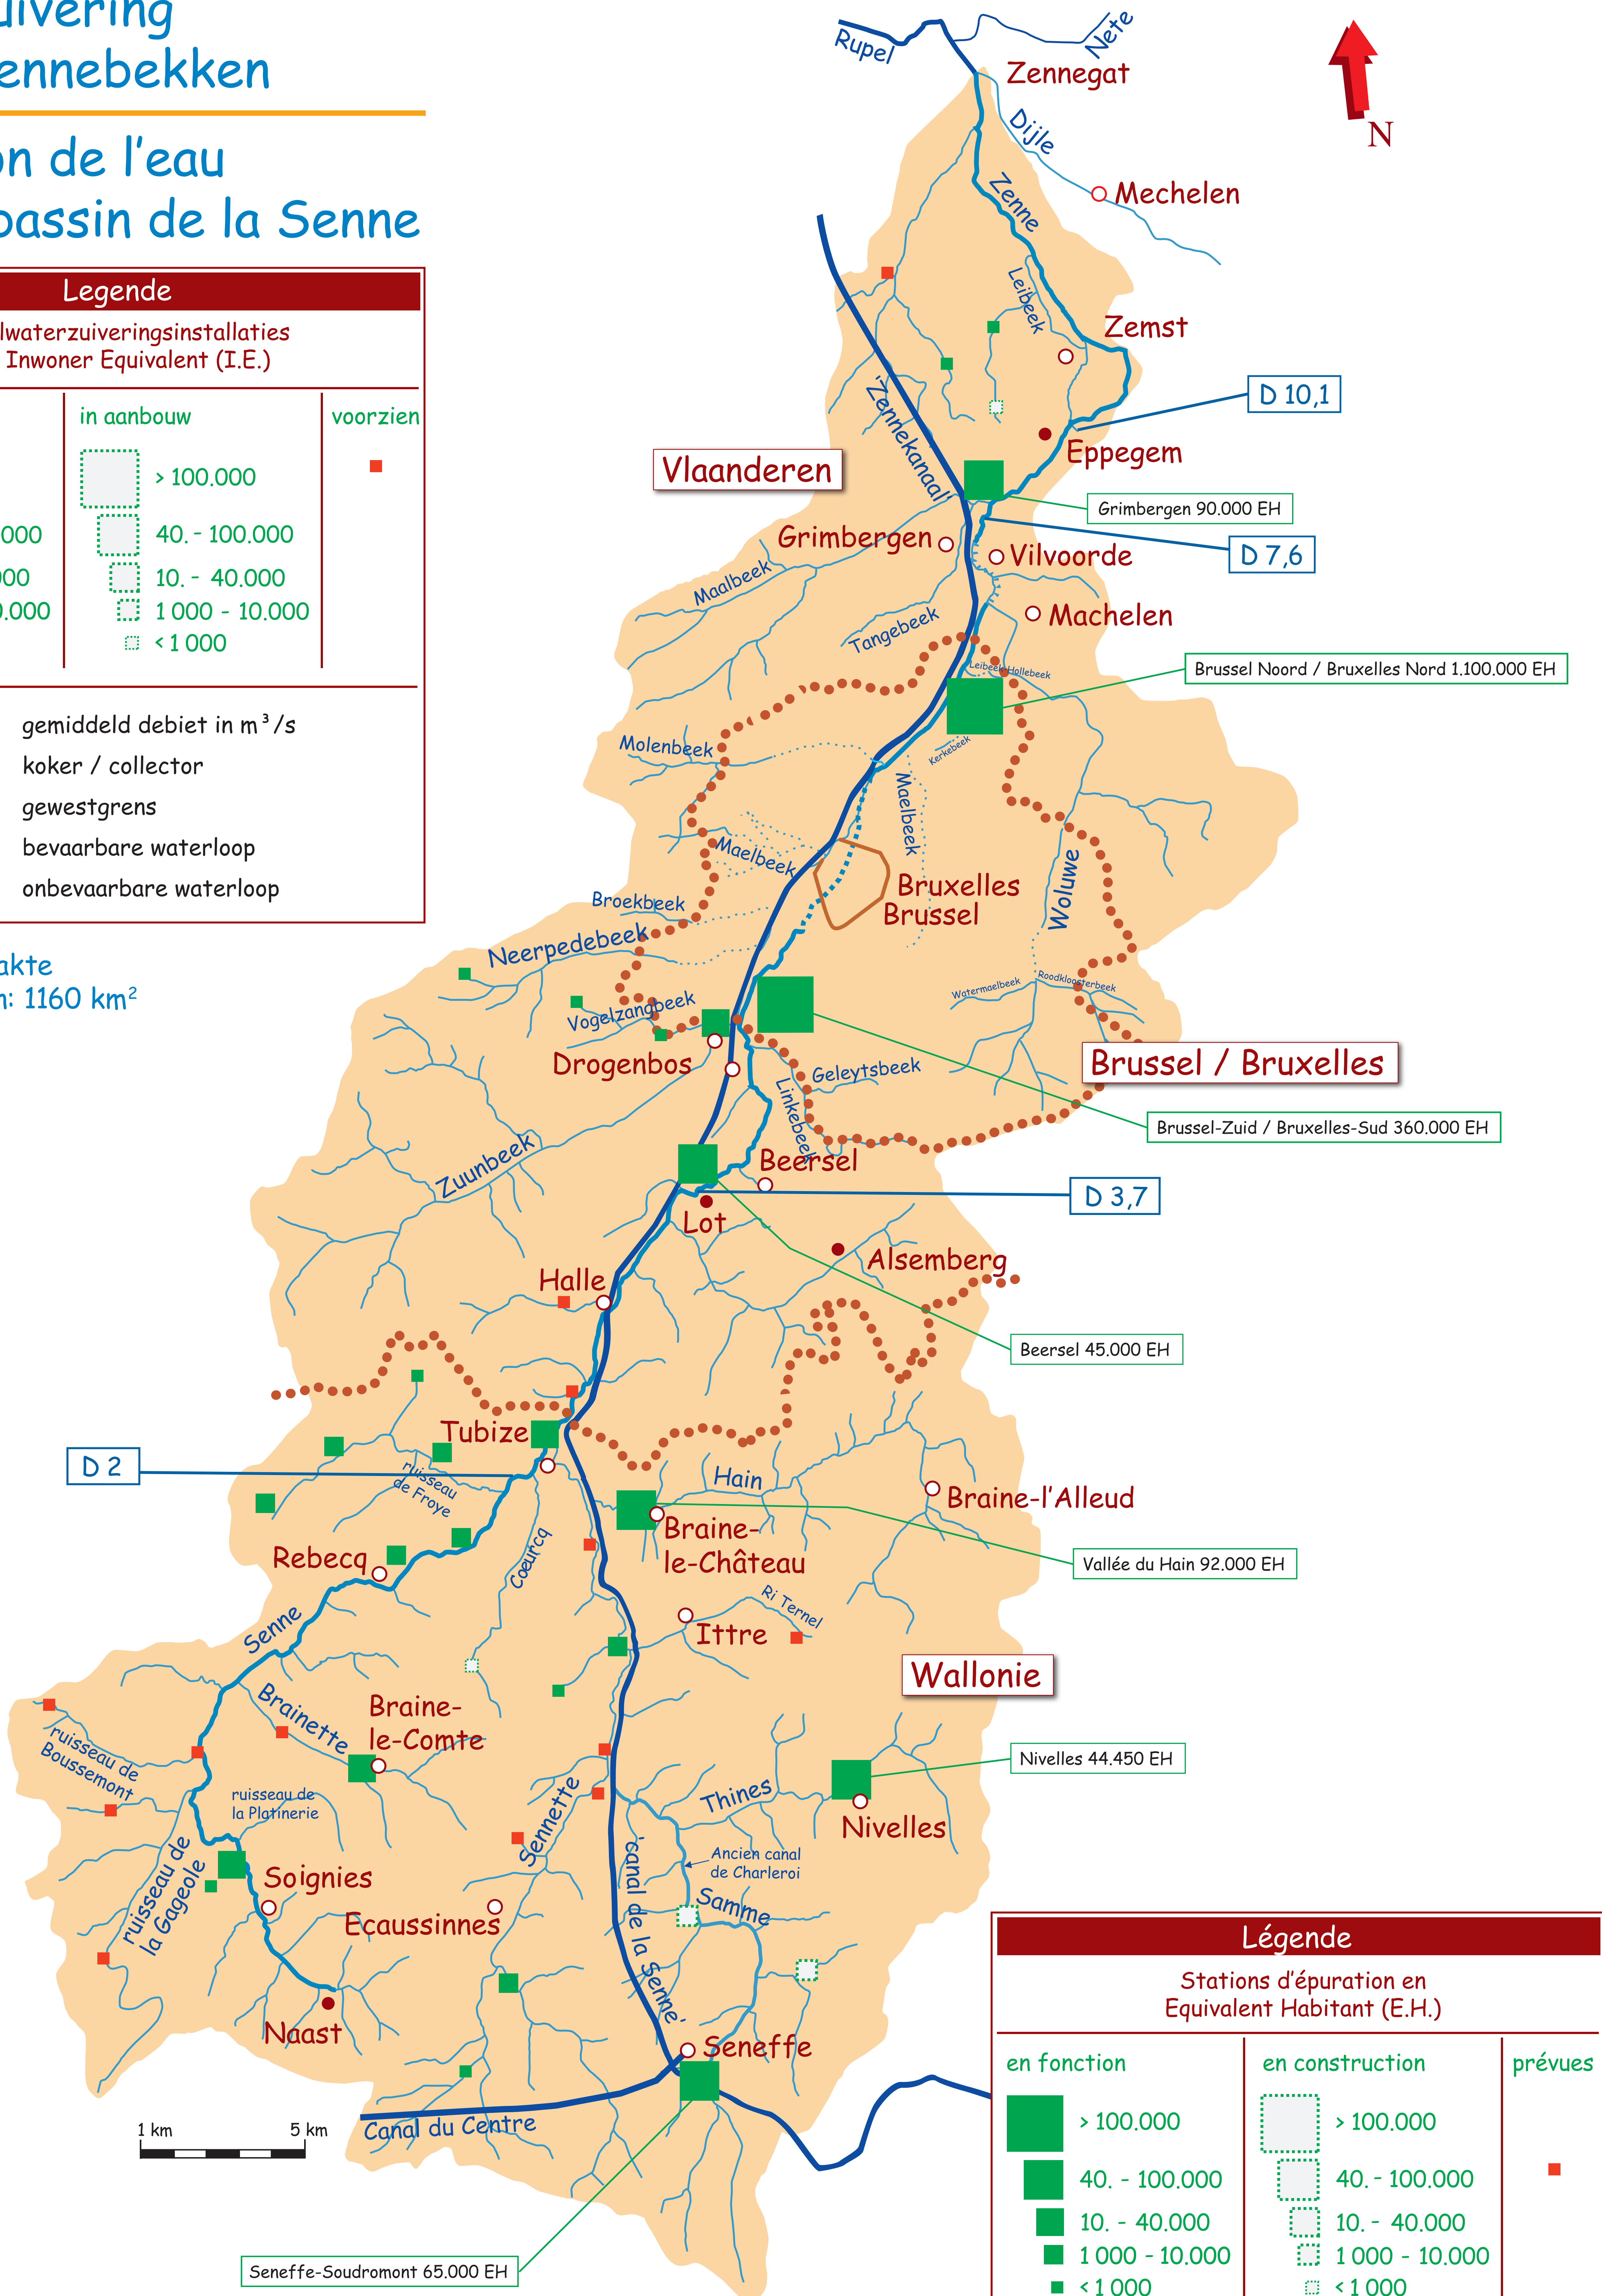 uivering
ennebekken
on de l'eau
bassin de la Senne
Legende
lwaterzuiveringsinstallaties
Inwoner Equivalent (I.E.)
in aanbouw
voorzien
> 100.000
000
40. - 100.000
00
10. - 40.000
0.000
1 000 - 10.000
< 1 000
gemiddeld debiet in m³/s
koker / collector
gewestgrens
bevaarbare waterloop
onbevaarbare waterloop
akte
n: 1160 km²
Rupel
Nete
N
Zennegat
Dijle
Mechelen
Zenne
Leibeek
Zemst
D 10,1
'Zennekanaal'
Eppegem
Vlaanderen
Grimbergen 90.000 EH
Grimbergen
Vilvoorde
D 7,6
Maalbeek
Machelen
Tangebeek
Leibeek-Hollebeek
Brussel Noord / Bruxelles Nord 1.100.000 EH
Molenbeek
Kerkebeek
Maelbeek
Maelbeek
Woluwe
Bruxelles
Brussel
Broekbeek
Neerpedebeek
Watermaelbeek
Roodkloosterbeek
Vogelzangbeek
Drogenbos
Brussel / Bruxelles
Geleytsbeek
Linkebeek
Brussel-Zuid / Bruxelles-Sud 360.000 EH
Zuunbeek
Beersel
D 3,7
Lot
Alsemberg
Halle
Beersel 45.000 EH
Tubize
D 2
ruisseau
de Froye
Hain
Braine-l'Alleud
Braine-
le-Château
Vallée du Hain 92.000 EH
Rebecq
Cœurcq
Ri Ternel
Ittre
Senne
Wallonie
Brainette
Braine-
le-Comte
ruisseau de
Boussemont
Nivelles 44.450 EH
ruisseau de
la Platinerie
Sennette
Thines
Nivelles
'canal de la Senne'
Ancien canal
de Charleroi
ruisseau de
la Gageole
Soignies
Samme
Ecaussinnes
Naast
Seneffe
1 km
5 km
Canal du Centre
Seneffe-Soudromont 65.000 EH
Légende
Stations d'épuration en
Equivalent Habitant (E.H.)
en fonction
en construction
prévues
> 100.000
> 100.000
40. - 100.000
40. - 100.000
10. - 40.000
10. - 40.000
1 000 - 10.000
1 000 - 10.000
< 1 000
< 1 000